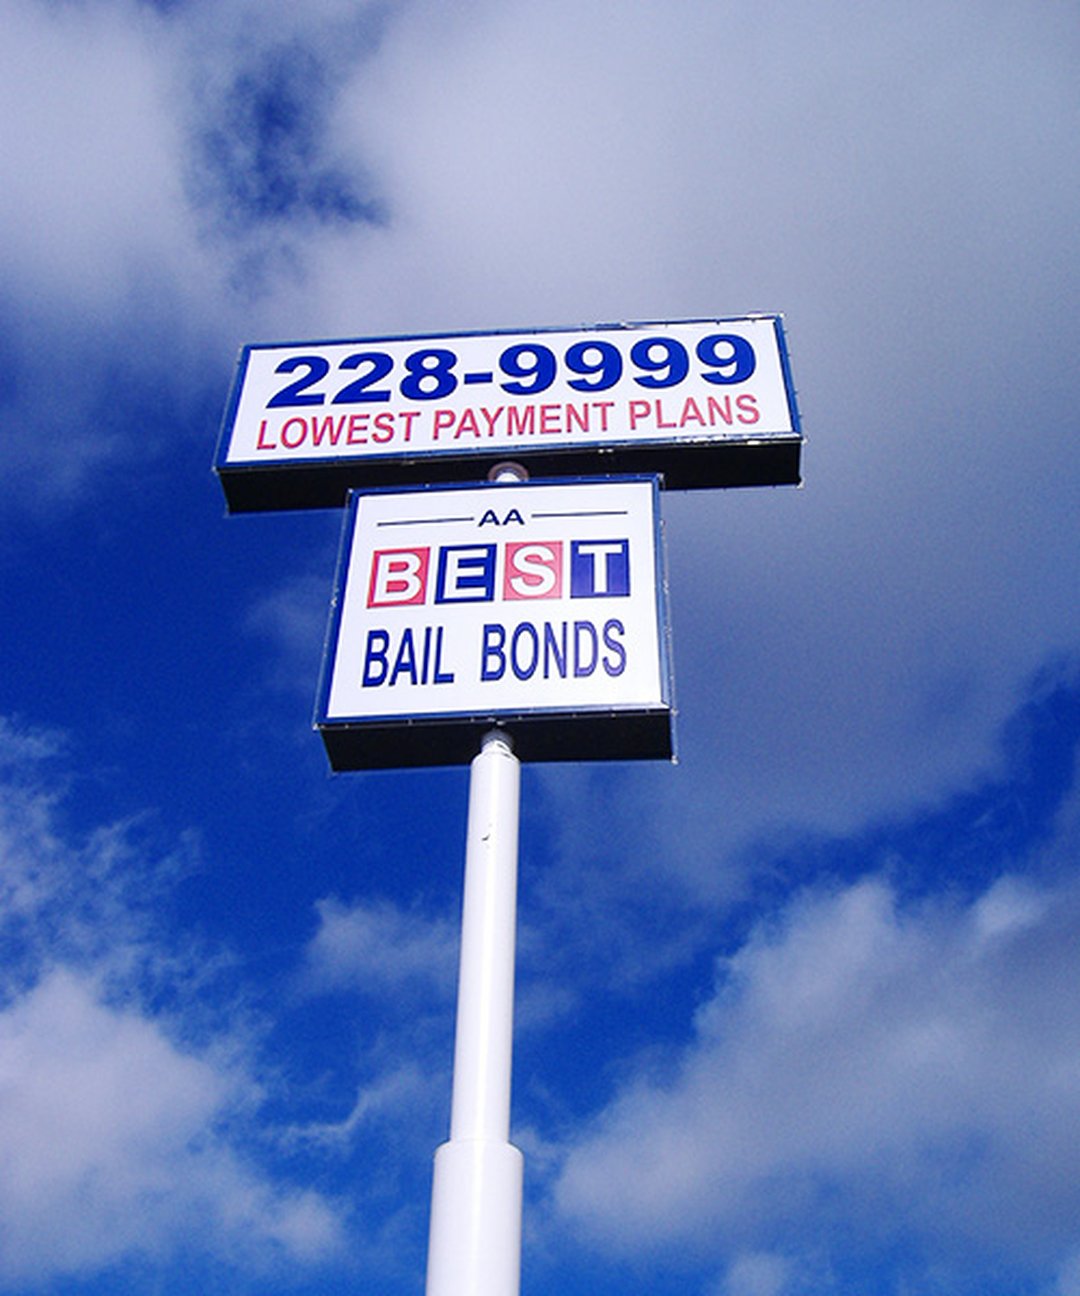 228-9999
LOWEST PAYMENT PLANS
AA
BEST
BAIL BONDS